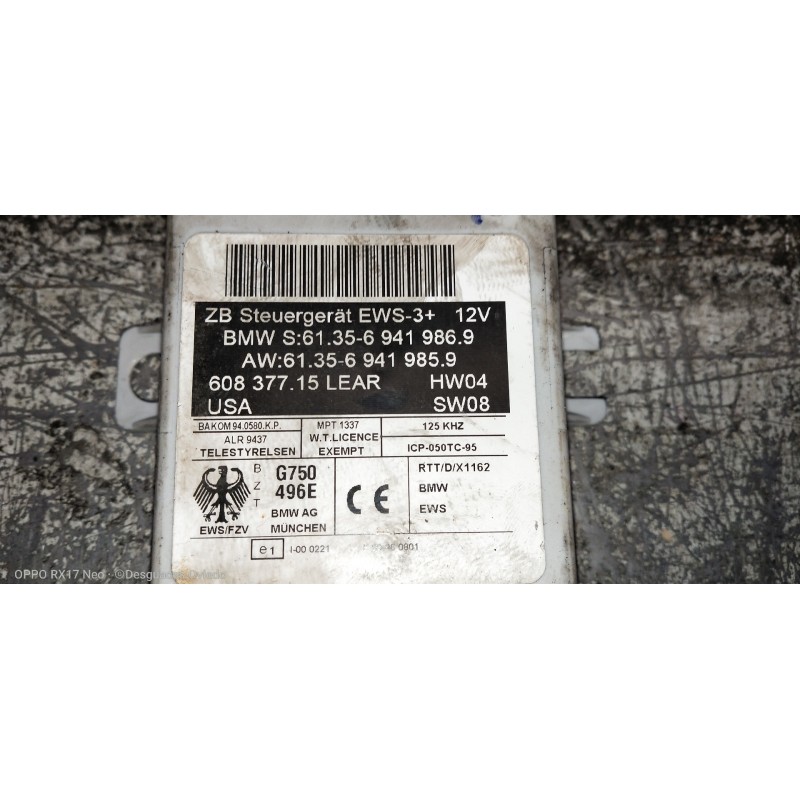 ZB Steuergerät EWS-3+ 12V
BMW S:61.35-6 941 986.9
AW:61.35-6 941 985.9
608 377.15 LEAR HW04
USA SW08
BAKOM 94.0580.K.P.
ALR 9437
TELESTYRELSEN
MPT 1337
W.T.LICENCE
EXEMPT
125 KHZ
ICP-050TC-95
BZT
G750
496E
BMW AG
MÜNCHEN
EWS/FZV
CE
RTT/D/X1162
BMW
EWS
e1 I-00 0221 0901
OPPO RX17 Neo